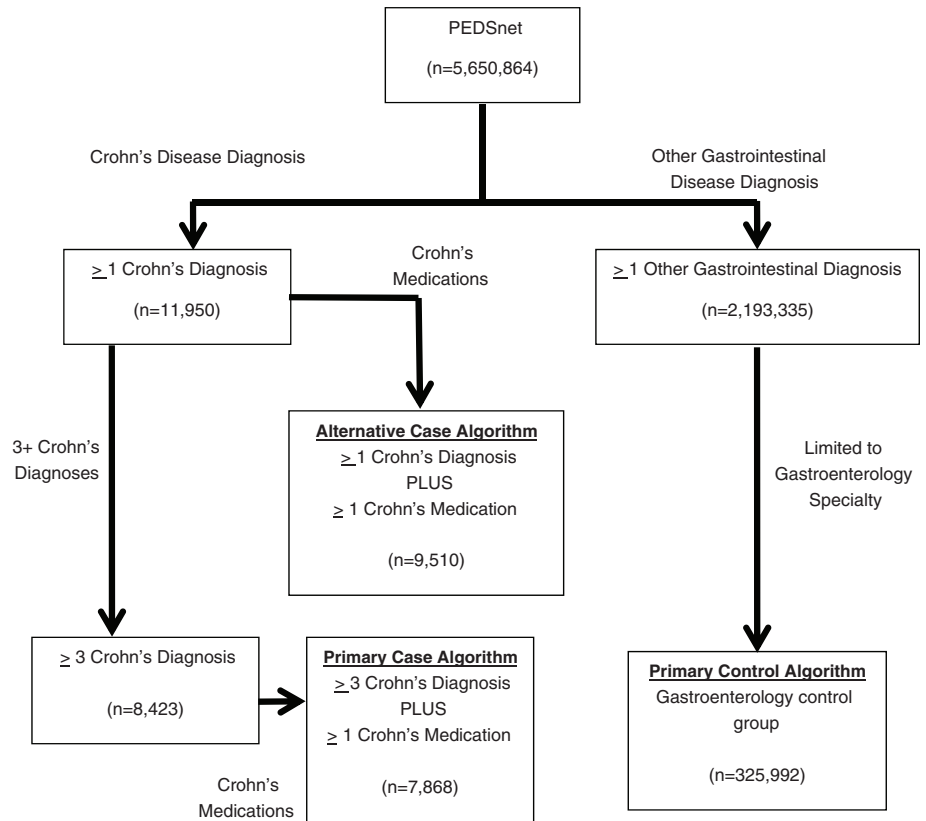 PEDSnet
(n=5,650,864)
Crohn's Disease Diagnosis
Other Gastrointestinal
Disease Diagnosis
≥ 1 Crohn's Diagnosis
(n=11,950)
Crohn's
Medications
≥ 1 Other Gastrointestinal Diagnosis
(n=2,193,335)
3+ Crohn's
Diagnoses
Alternative Case Algorithm
≥ 1 Crohn's Diagnosis
PLUS
≥ 1 Crohn's Medication
(n=9,510)
Limited to
Gastroenterology
Specialty
≥ 3 Crohn's Diagnosis
(n=8,423)
Crohn's
Medications
Primary Case Algorithm
≥ 3 Crohn's Diagnosis
PLUS
≥ 1 Crohn's Medication
(n=7,868)
Primary Control Algorithm
Gastroenterology control
group
(n=325,992)